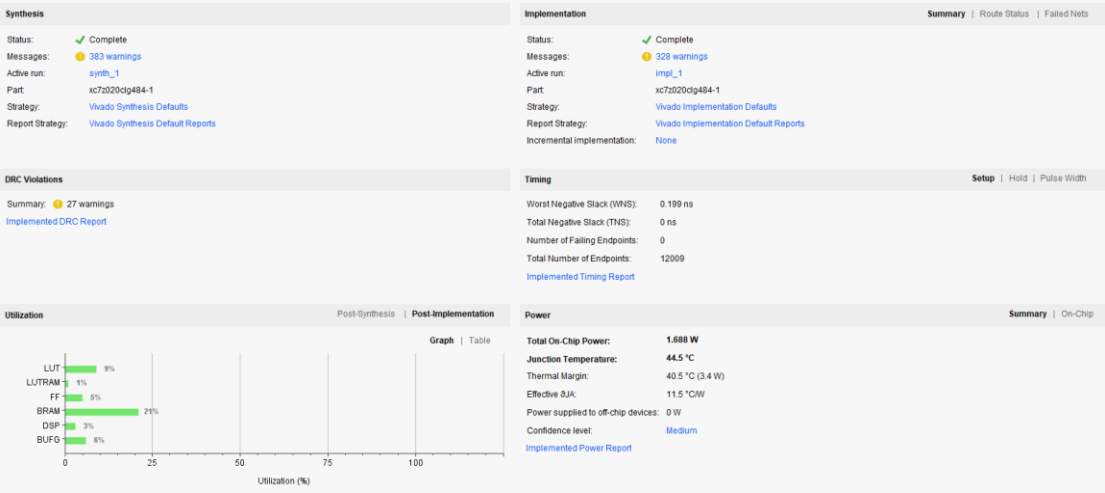 Synthesis
Status: Complete
Messages: 383 warnings
Active run: synth_1
Part: xc7z020clg484-1
Strategy: Vivado Synthesis Defaults
Report Strategy: Vivado Synthesis Default Reports
Implementation Summary | Route Status | Failed Nets
Status: Complete
Messages: 328 warnings
Active run: impl_1
Part: xc7z020clg484-1
Strategy: Vivado Implementation Defaults
Report Strategy: Vivado Implementation Default Reports
Incremental implementation: None
DRC Violations
Summary: 27 warnings
Implemented DRC Report
Timing Setup | Hold | Pulse Width
Worst Negative Slack (WNS): 0.199 ns
Total Negative Slack (TNS): 0 ns
Number of Failing Endpoints: 0
Total Number of Endpoints: 12009
Implemented Timing Report
Utilization Post-Synthesis | Post-Implementation
Graph | Table
LUT 9%
LUTRAM 1%
FF 5%
BRAM 21%
DSP 3%
BUFG 6%
0 25 50 75 100
Utilization (%)
Power Summary | On-Chip
Total On-Chip Power: 1.688 W
Junction Temperature: 44.5 °C
Thermal Margin: 40.5 °C (3.4 W)
Effective ϑJA: 11.5 °C/W
Power supplied to off-chip devices: 0 W
Confidence level: Medium
Implemented Power Report